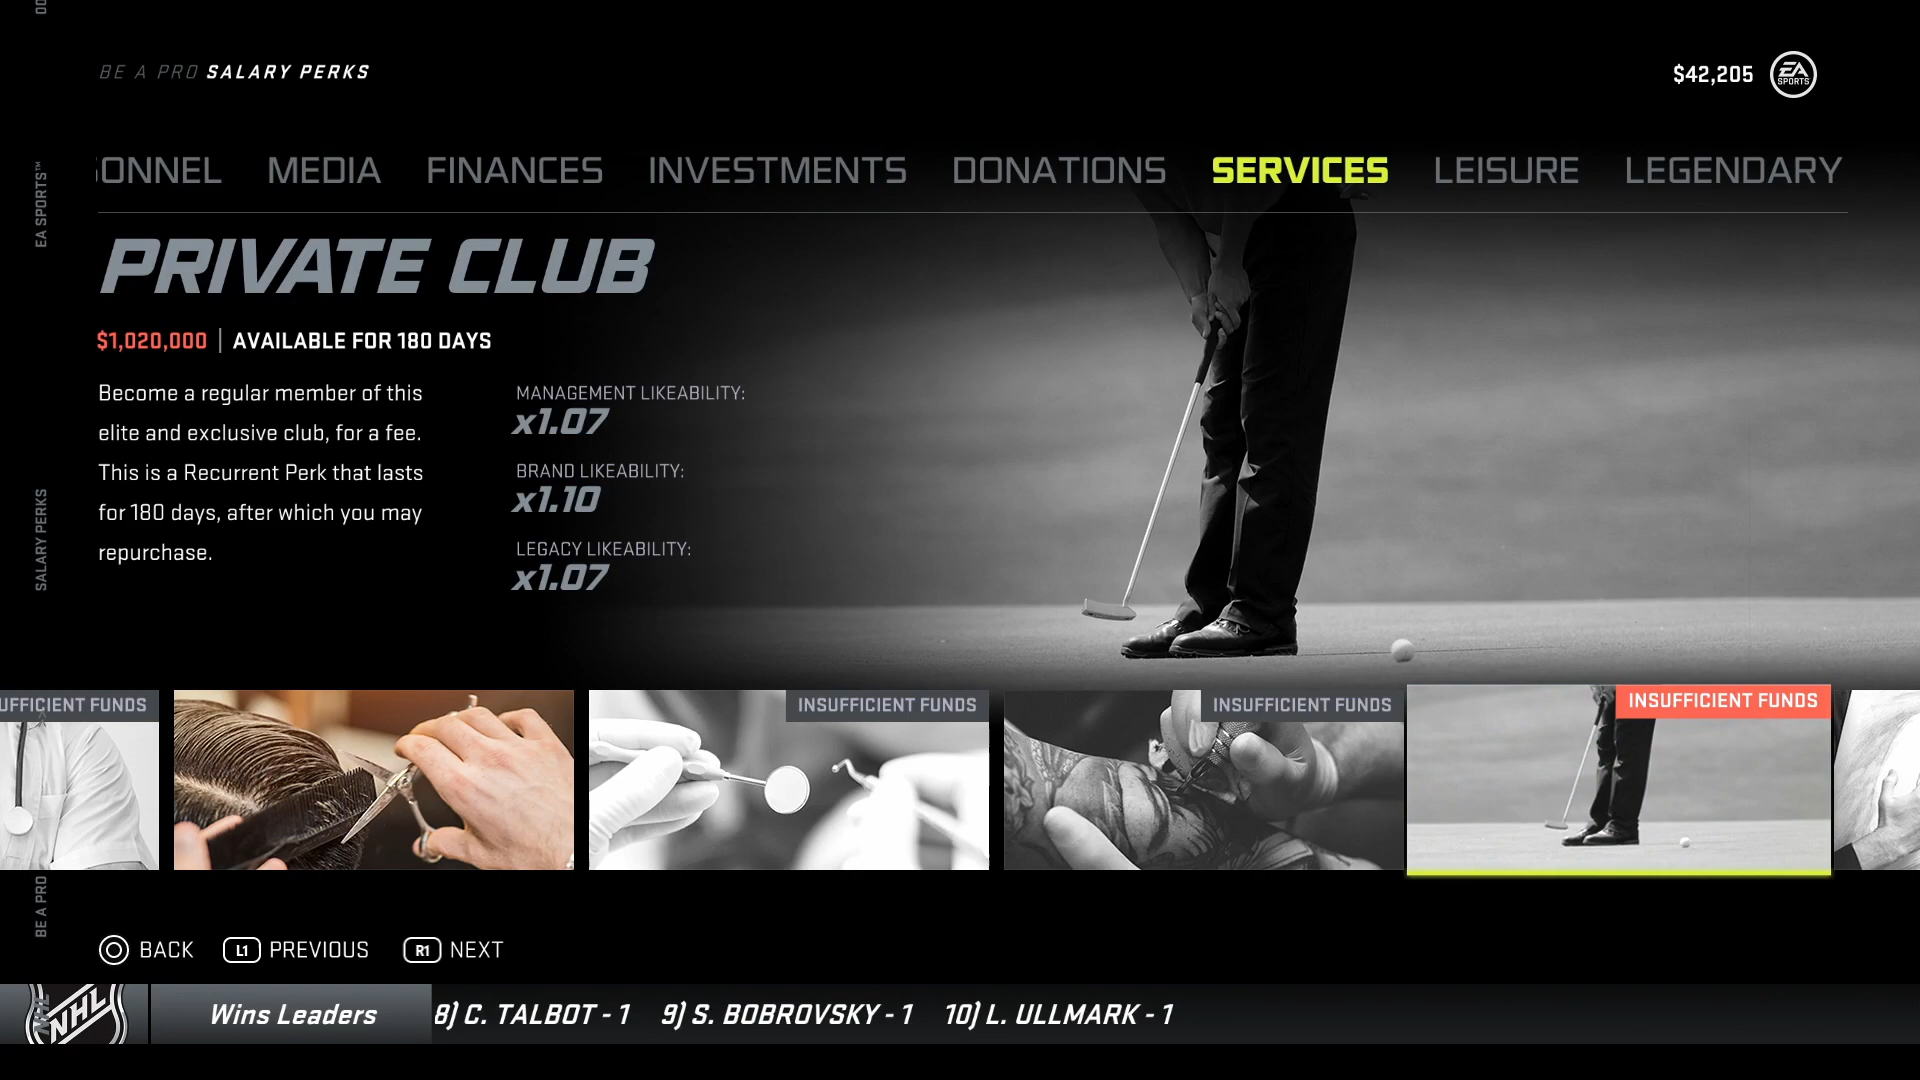 BE A PRO SALARY PERKS
$42,205
EA SPORTS
ONNEL MEDIA FINANCES INVESTMENTS DONATIONS SERVICES LEISURE LEGENDARY
PRIVATE CLUB
$1,020,000 | AVAILABLE FOR 180 DAYS
Become a regular member of this
elite and exclusive club, for a fee.
This is a Recurrent Perk that lasts
for 180 days, after which you may
repurchase.
MANAGEMENT LIKEABILITY:
x1.07
BRAND LIKEABILITY:
x1.10
LEGACY LIKEABILITY:
x1.07
UFFICIENT FUNDS
INSUFFICIENT FUNDS
INSUFFICIENT FUNDS
INSUFFICIENT FUNDS
BACK L1 PREVIOUS R1 NEXT
NHL
Wins Leaders
8) C. TALBOT - 1 9) S. BOBROVSKY - 1 10) L. ULLMARK - 1
EA SPORTS™
SALARY PERKS
BE A PRO
NHL